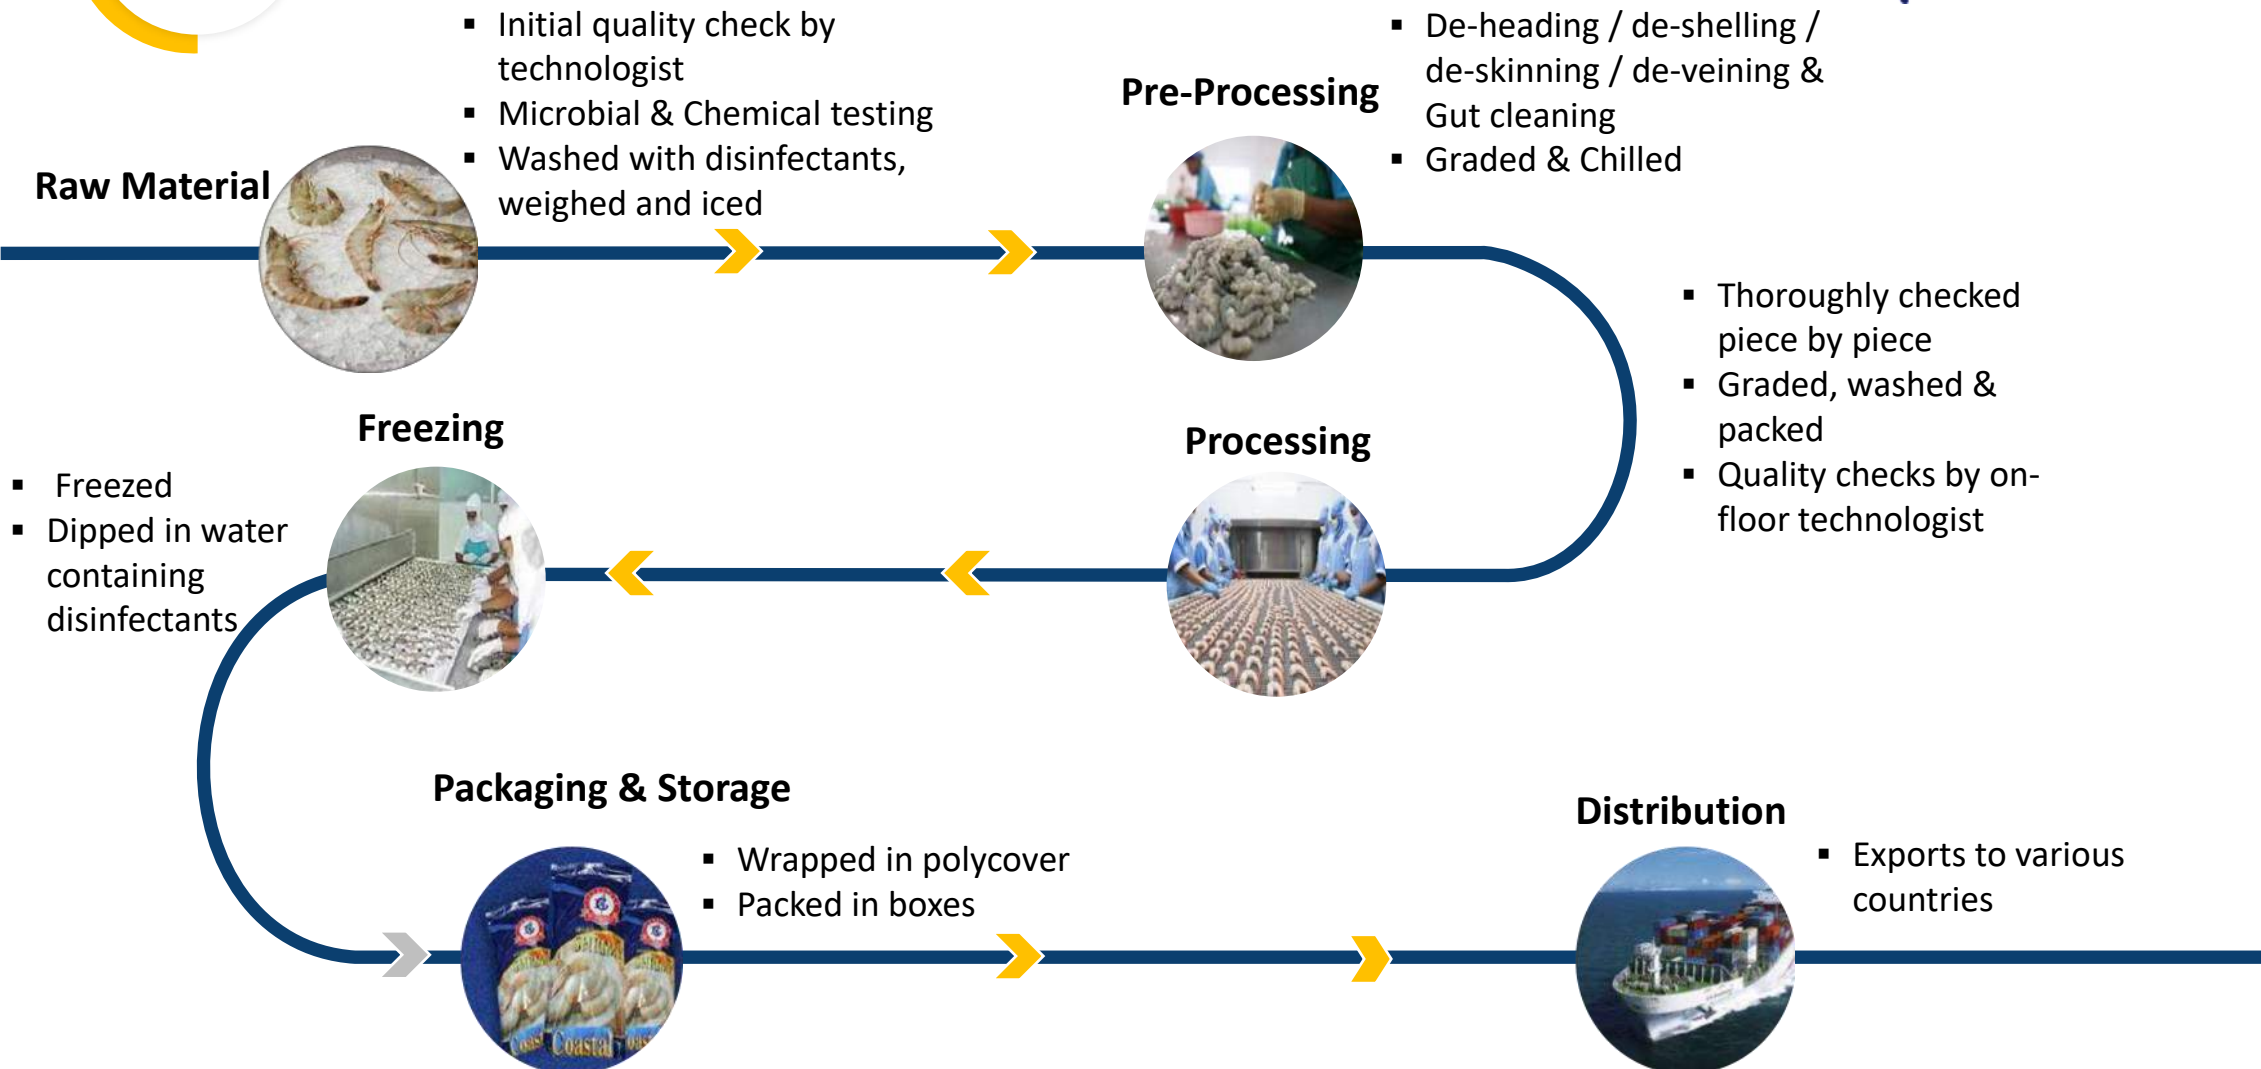 Raw Material
▪ Initial quality check by
technologist
▪ Microbial & Chemical testing
▪ Washed with disinfectants,
weighed and iced
Pre-Processing
▪ De-heading / de-shelling /
de-skinning / de-veining &
Gut cleaning
▪ Graded & Chilled
Processing
▪ Thoroughly checked
piece by piece
▪ Graded, washed &
packed
▪ Quality checks by on-
floor technologist
Freezing
▪ Freezed
▪ Dipped in water
containing
disinfectants
Packaging & Storage
▪ Wrapped in polycover
▪ Packed in boxes
Coastal
Distribution
▪ Exports to various
countries